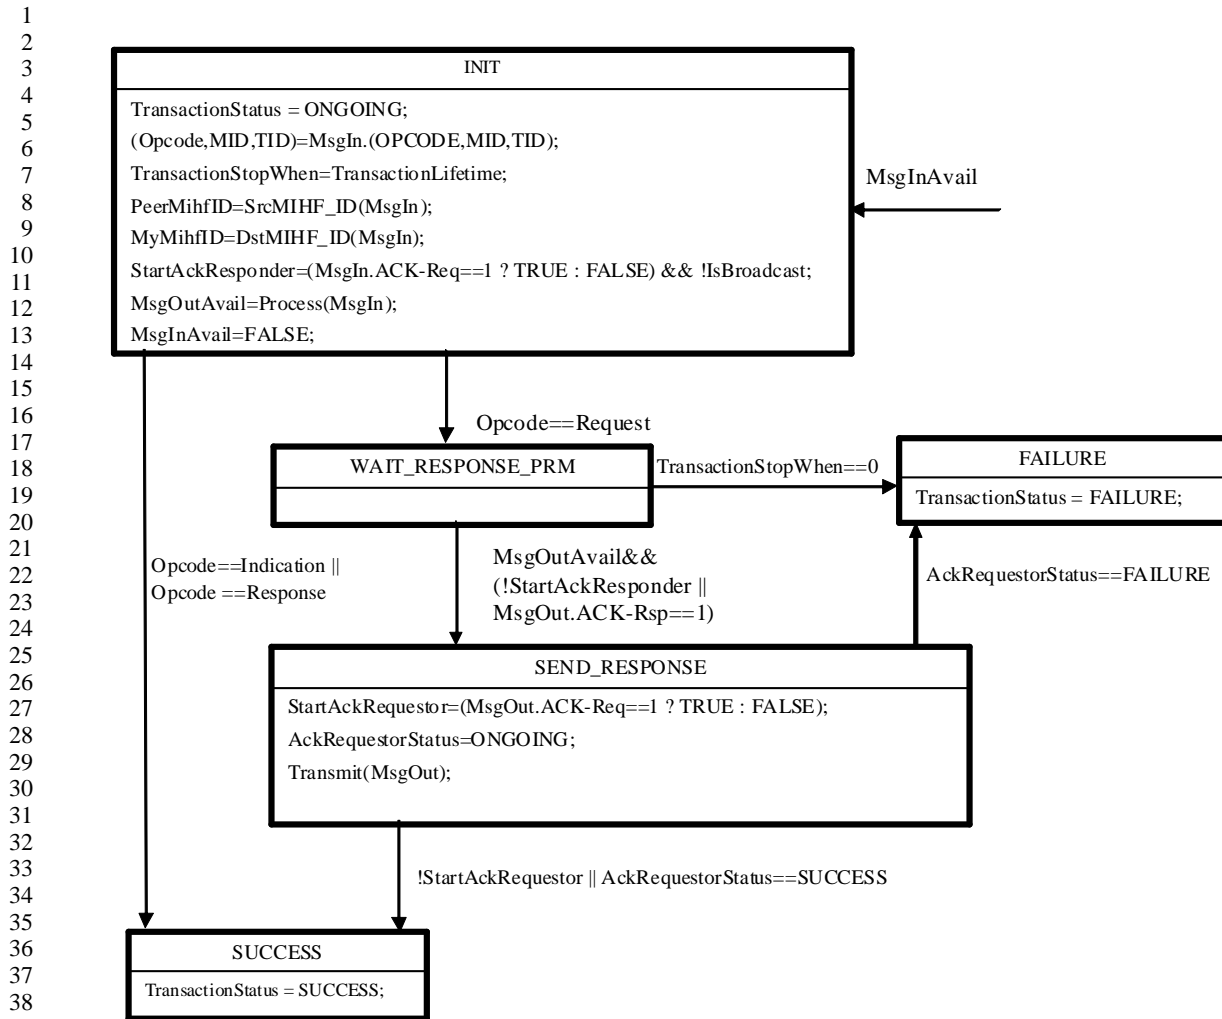 1
2
3
4
5
6
7
8
9
10
11
12
13
14
15
16
17
18
19
20
21
22
23
24
25
26
27
28
29
30
31
32
33
34
35
36
37
38
INIT
TransactionStatus = ONGOING;
(Opcode,MID,TID)=MsgIn.(OPCODE,MID,TID);
TransactionStopWhen=TransactionLifetime;
PeerMihfID=SrcMIHF_ID(MsgIn);
MyMihfID=DstMIHF_ID(MsgIn);
StartAckResponder=(MsgIn.ACK-Req==1 ? TRUE : FALSE) && !IsBroadcast;
MsgOutAvail=Process(MsgIn);
MsgInAvail=FALSE;
MsgInAvail
Opcode==Request
WAIT_RESPONSE_PRM
TransactionStopWhen==0
FAILURE
TransactionStatus = FAILURE;
Opcode==Indication ||
Opcode ==Response
MsgOutAvail&&
(!StartAckResponder ||
MsgOut.ACK-Rsp==1)
AckRequestorStatus==FAILURE
SEND_RESPONSE
StartAckRequestor=(MsgOut.ACK-Req==1 ? TRUE : FALSE);
AckRequestorStatus=ONGOING;
Transmit(MsgOut);
!StartAckRequestor || AckRequestorStatus==SUCCESS
SUCCESS
TransactionStatus = SUCCESS;